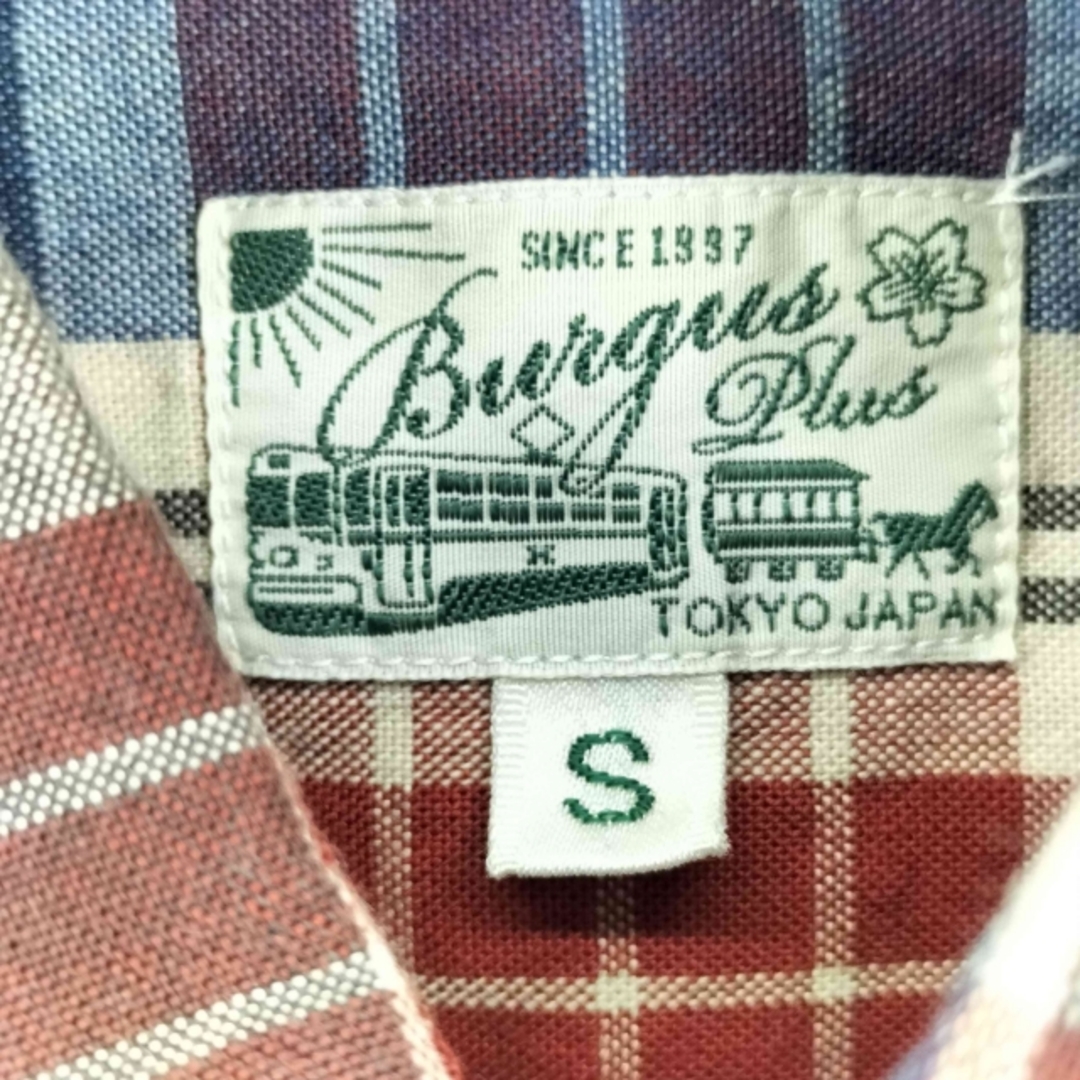 SINCE 1997
Burgus
Plus
TOKYO JAPAN
S